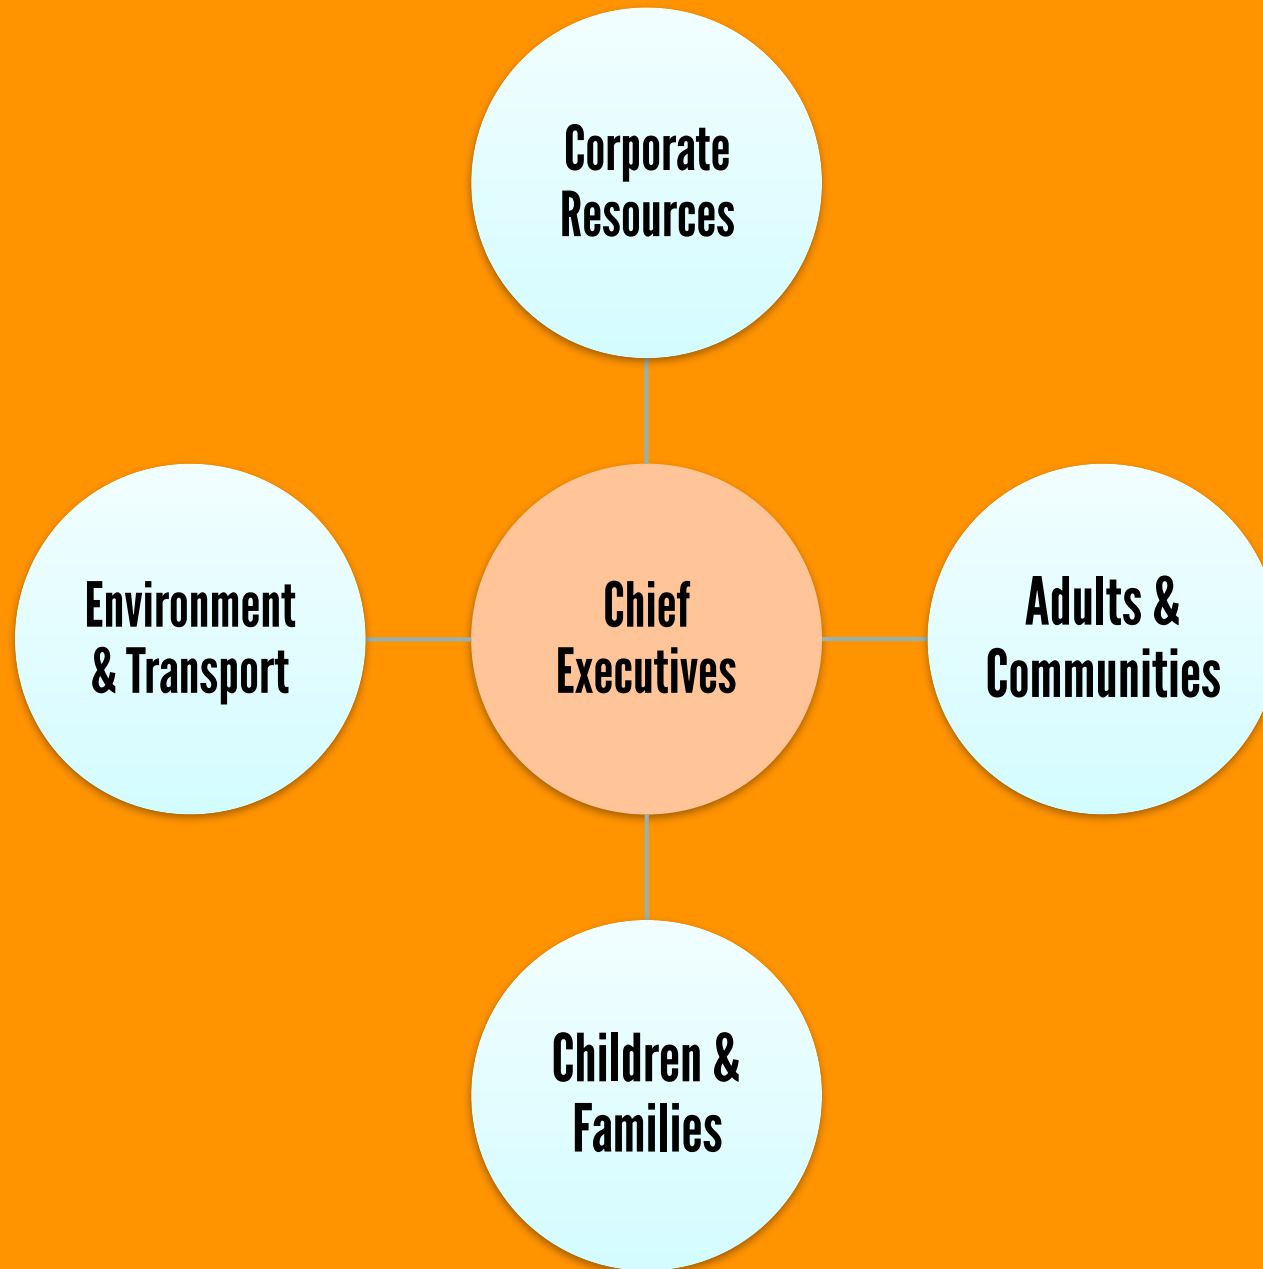 Corporate
Resources
Environment
& Transport
Chief
Executives
Adults &
Communities
Children &
Families